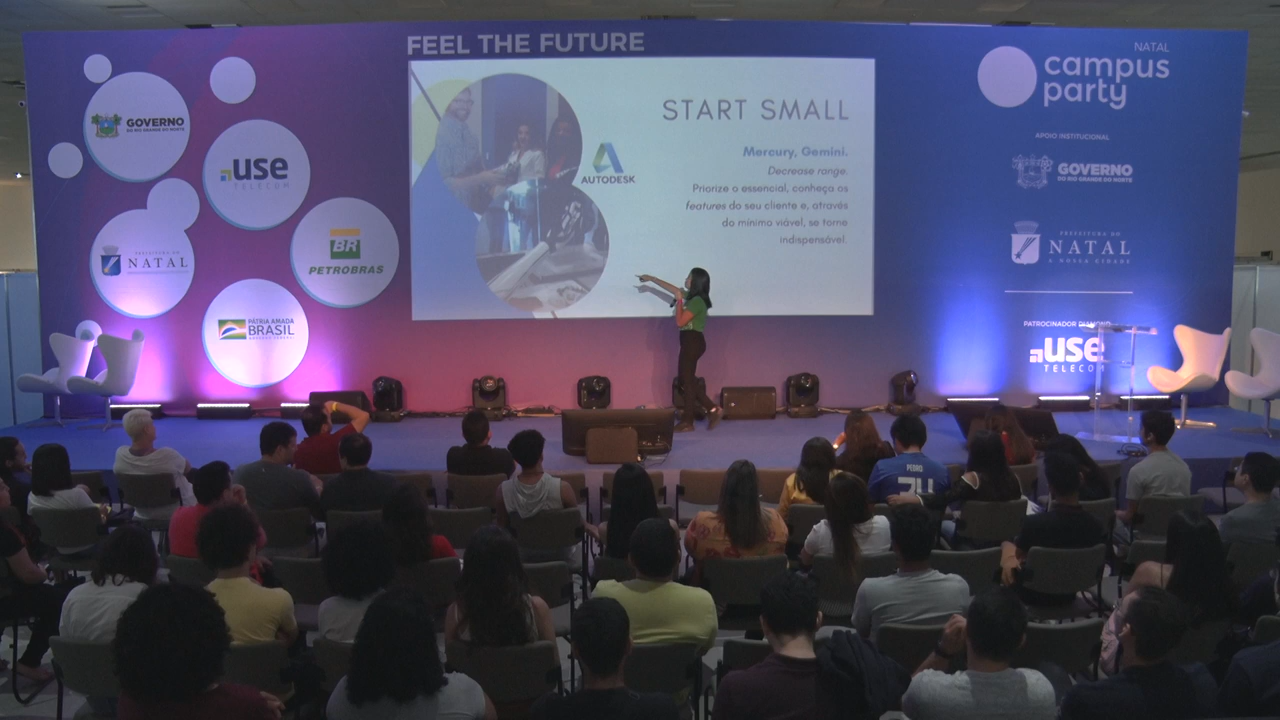 FEEL THE FUTURE
GOVERNO
DO RIO GRANDE DO NORTE
use
TELECOM
PREFEITURA DO
NATAL
BR
PETROBRAS
PÁTRIA AMADA
BRASIL
GOVERNO FEDERAL
START SMALL
AUTODESK
Mercury, Gemini.
Decrease range.
Priorize o essencial, conheça as
features do seu cliente e, através
do mínimo viável, se torne
indispensável.
NATAL
campus
party
APOIO INSTITUCIONAL
GOVERNO
DO RIO GRANDE DO NORTE
PREFEITURA DO
NATAL
A NOSSA CIDADE
PATROCINADOR DIAMOND
use
TELECOM
PEDRO